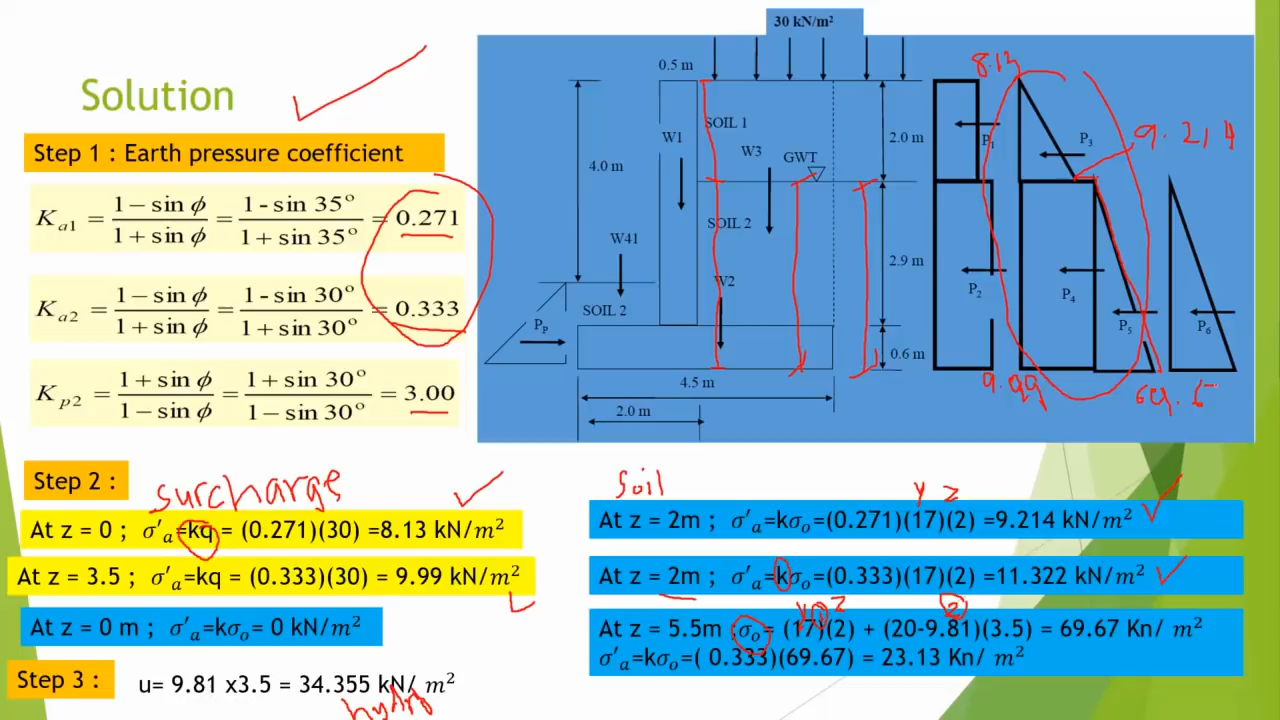 Solution
Step 1 : Earth pressure coefficient
K a1 = 1 − sin ϕ / 1 + sin ϕ = 1 - sin 35° / 1 + sin 35° = 0.271
K a2 = 1 − sin ϕ / 1 + sin ϕ = 1 - sin 30° / 1 + sin 30° = 0.333
K p2 = 1 + sin ϕ / 1 − sin ϕ = 1 + sin 30° / 1 − sin 30° = 3.00
30 kN/m²
0.5 m
SOIL 1
W1
W3
GWT
2.0 m
4.0 m
SOIL 2
W41
2.9 m
W2
SOIL 2
P_P
0.6 m
4.5 m
2.0 m
8.13
P₁
P₃
9.214
P₂
P₄
P₅
P₆
9.99
Step 2 :
surcharge
At z = 0 ; σ′ₐ=kq = (0.271)(30) =8.13 kN/m²
At z = 3.5 ; σ′ₐ=kq = (0.333)(30) = 9.99 kN/m²
At z = 0 m ; σ′ₐ=kσₒ= 0 kN/m²
soil
γ z
At z = 2m ; σ′ₐ=kσₒ=(0.271)(17)(2) =9.214 kN/m²
At z = 2m ; σ′ₐ=kσₒ=(0.333)(17)(2) =11.322 kN/m²
At z = 5.5m ;σₒ= (17)(2) + (20-9.81)(3.5) = 69.67 Kn/ m²
σ′ₐ=kσₒ=( 0.333)(69.67) = 23.13 Kn/ m²
Step 3 :
u= 9.81 x3.5 = 34.355 kN/ m²
hydro